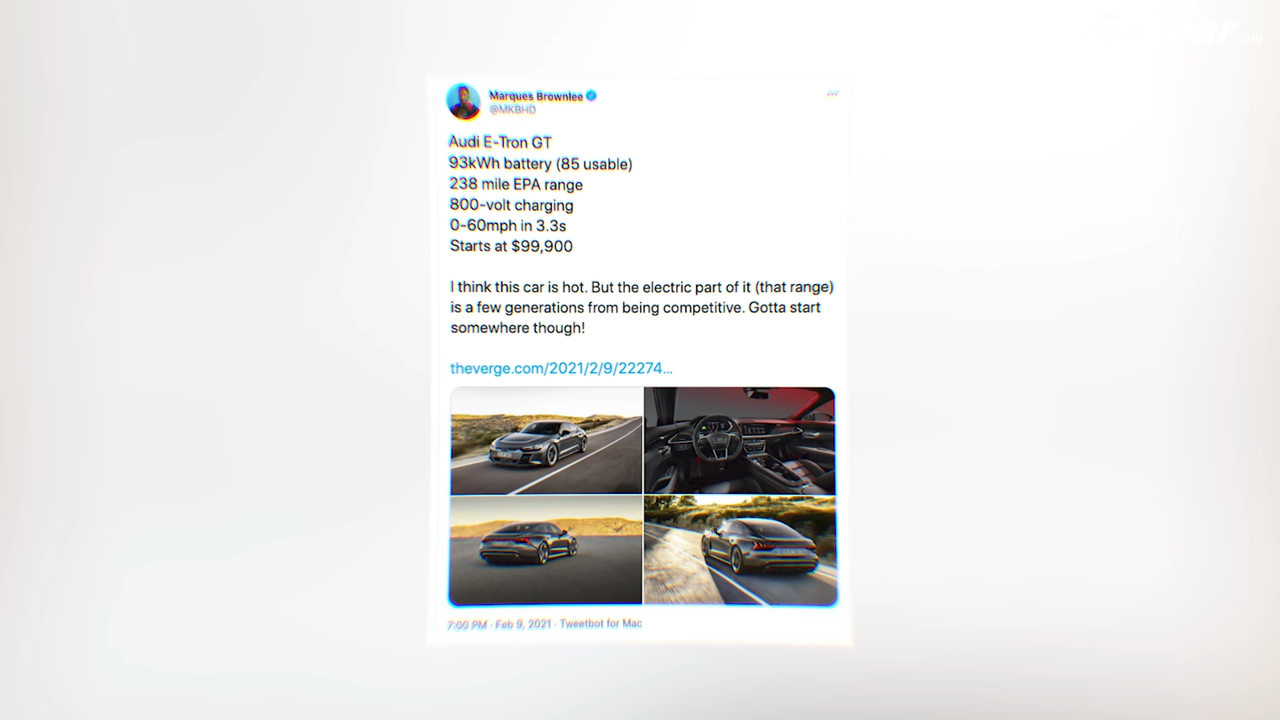 Marques Brownlee
@MKBHD
Audi E-Tron GT
93kWh battery (85 usable)
238 mile EPA range
800-volt charging
0-60mph in 3.3s
Starts at $99,900
I think this car is hot. But the electric part of it (that range)
is a few generations from being competitive. Gotta start
somewhere though!
theverge.com/2021/2/9/22274...
7:00 PM · Feb 9, 2021 · Tweetbot for Mac
.com